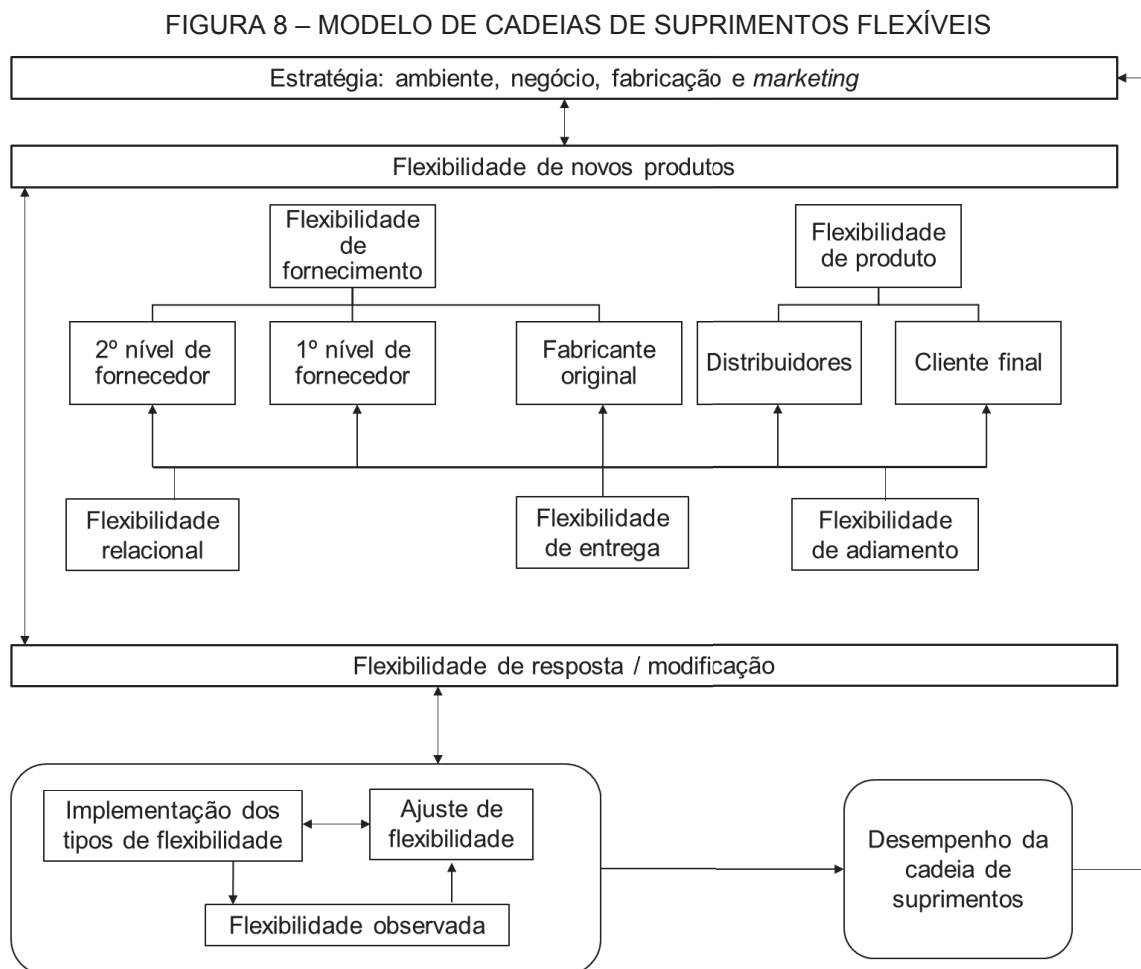 FIGURA 8 – MODELO DE CADEIAS DE SUPRIMENTOS FLEXÍVEIS
Estratégia: ambiente, negócio, fabricação e marketing
Flexibilidade de novos produtos
Flexibilidade
de
fornecimento
Flexibilidade
de produto
2º nível de
fornecedor
1º nível de
fornecedor
Fabricante
original
Distribuidores
Cliente final
Flexibilidade
relacional
Flexibilidade
de entrega
Flexibilidade
de adiamento
Flexibilidade de resposta / modificação
Implementação dos
tipos de flexibilidade
Ajuste de
flexibilidade
Flexibilidade observada
Desempenho da
cadeia de
suprimentos